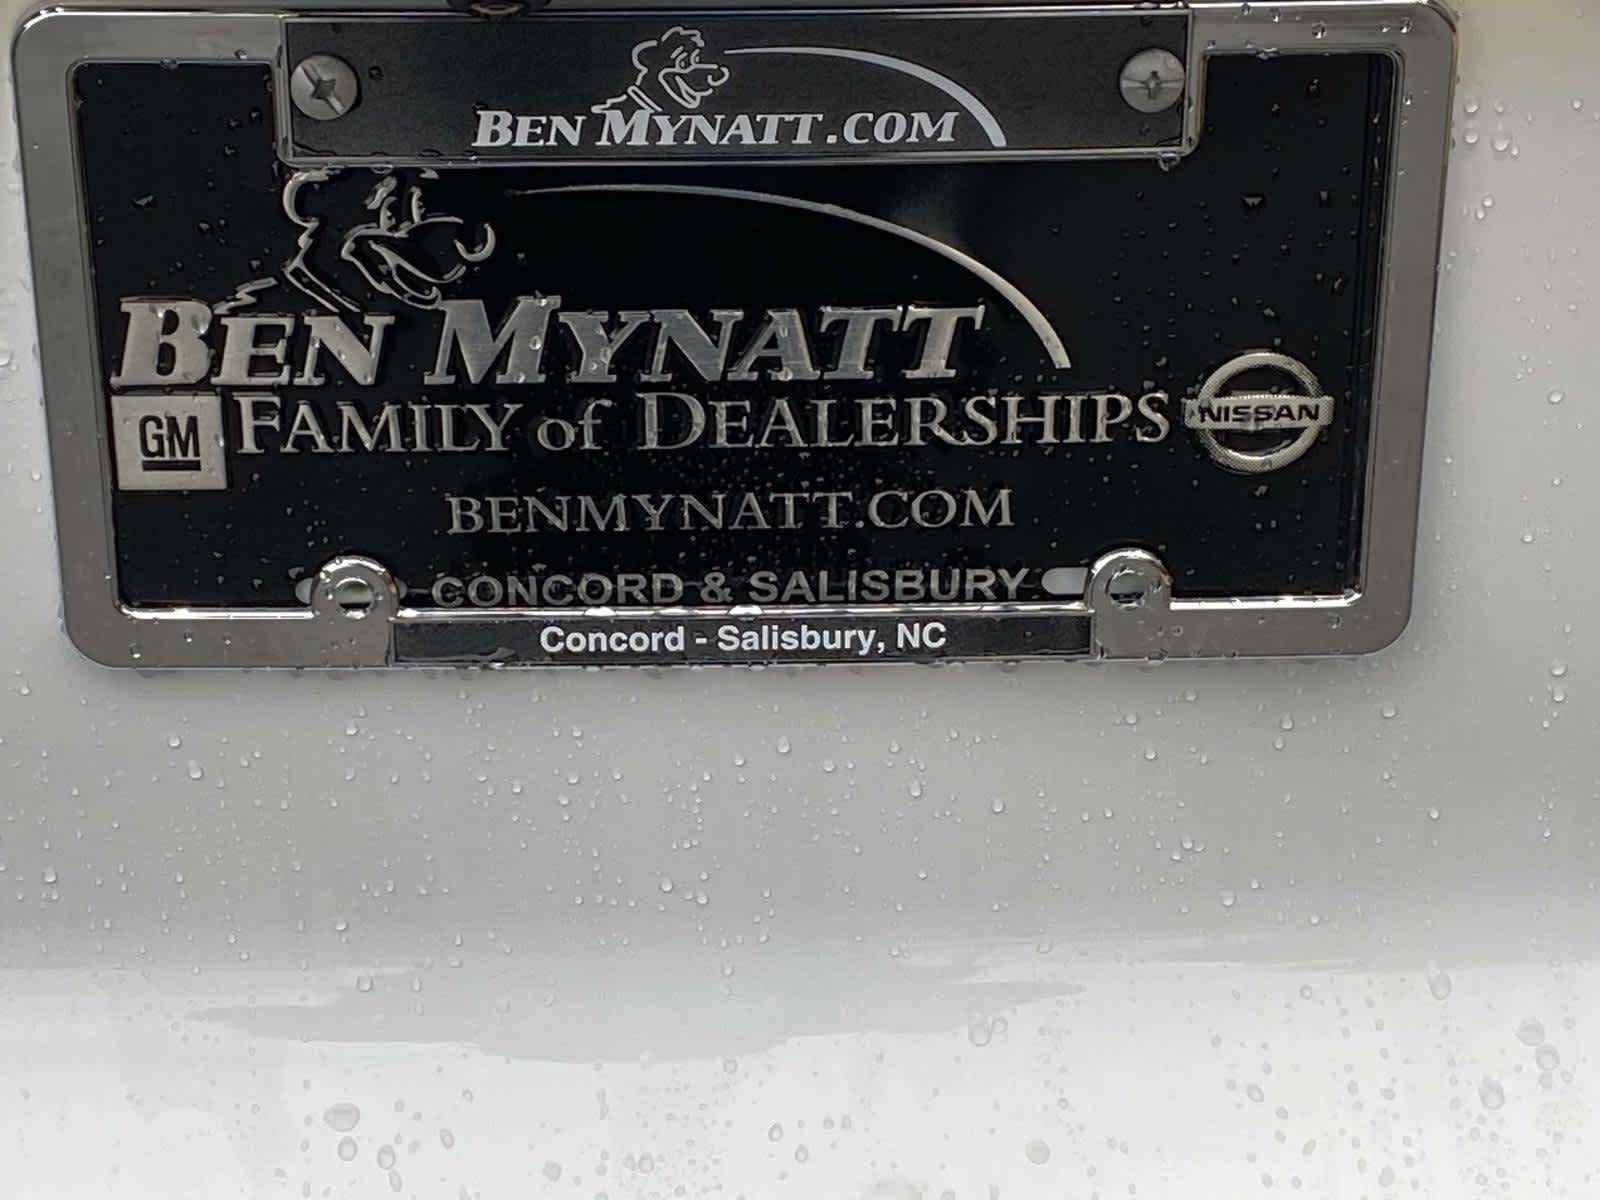 BEN MYNATT.COM
BEN MYNATT
GM FAMILY of DEALERSHIPS NISSAN
BENMYNATT.COM
CONCORD & SALISBURY
Concord - Salisbury, NC